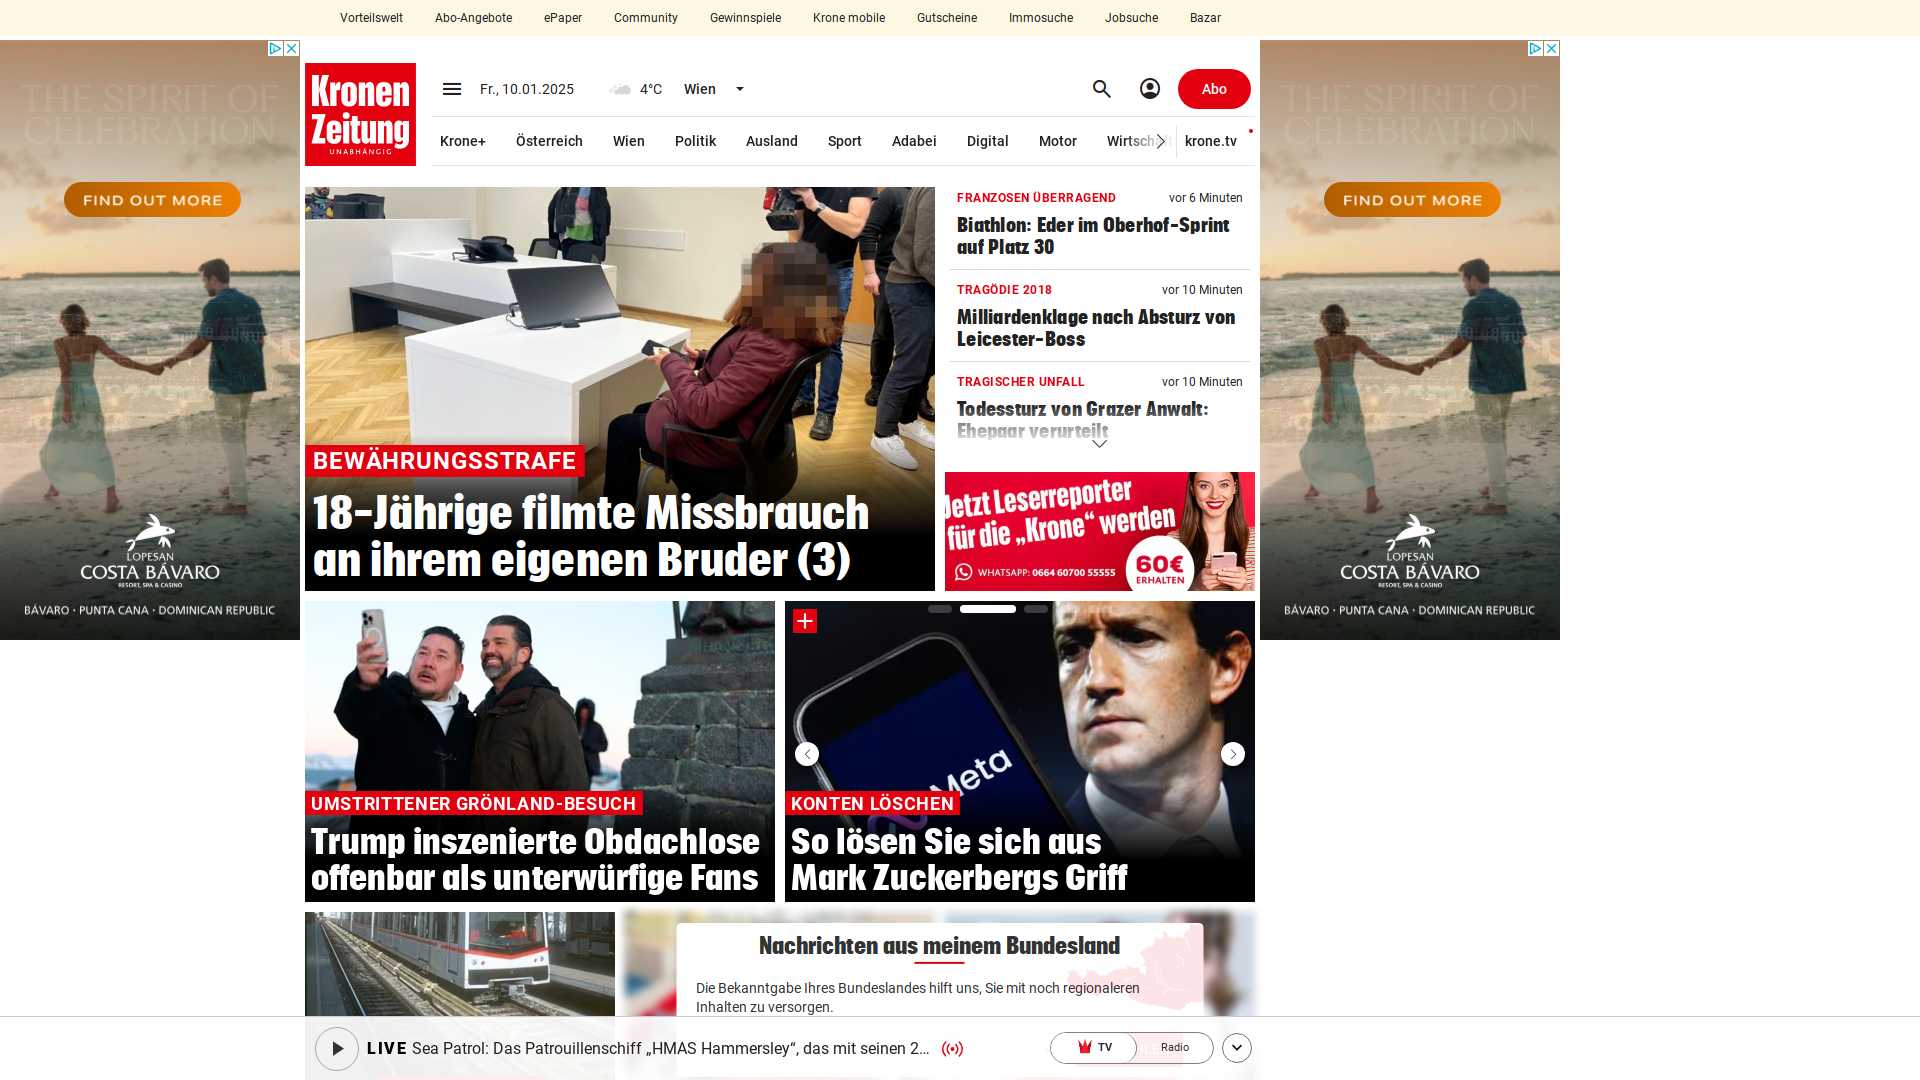 Vorteilswelt Abo-Angebote ePaper Community Gewinnspiele Krone mobile Gutscheine Immosuche Jobsuche Bazar
THE SPIRIT OF
CELEBRATION
FIND OUT MORE
LOPESAN
COSTA BÁVARO
RESORT, SPA & CASINO
BÁVARO • PUNTA CANA • DOMINICAN REPUBLIC
Kronen
Zeitung
UNABHÄNGIG
Fr., 10.01.2025 4°C Wien Abo
Krone+ Österreich Wien Politik Ausland Sport Adabei Digital Motor Wirtschaft krone.tv
BEWÄHRUNGSSTRAFE
18-Jährige filmte Missbrauch
an ihrem eigenen Bruder (3)
FRANZOSEN ÜBERRAGEND vor 6 Minuten
Biathlon: Eder im Oberhof-Sprint
auf Platz 30
TRAGÖDIE 2018 vor 10 Minuten
Milliardenklage nach Absturz von
Leicester-Boss
TRAGISCHER UNFALL vor 10 Minuten
Todessturz von Grazer Anwalt:
Ehepaar verurteilt
Jetzt Leserreporter
für die „Krone“ werden
WHATSAPP: 0664 60700 55555
60€
ERHALTEN
UMSTRITTENER GRÖNLAND-BESUCH
Trump inszenierte Obdachlose
offenbar als unterwürfige Fans
Meta
KONTEN LÖSCHEN
So lösen Sie sich aus
Mark Zuckerbergs Griff
Nachrichten aus meinem Bundesland
Die Bekanntgabe Ihres Bundeslandes hilft uns, Sie mit noch regionaleren
Inhalten zu versorgen.
LIVE Sea Patrol: Das Patrouillenschiff „HMAS Hammersley“, das mit seinen 2... TV Radio
THE SPIRIT OF
CELEBRATION
FIND OUT MORE
LOPESAN
COSTA BÁVARO
RESORT, SPA & CASINO
BÁVARO • PUNTA CANA • DOMINICAN REPUBLIC